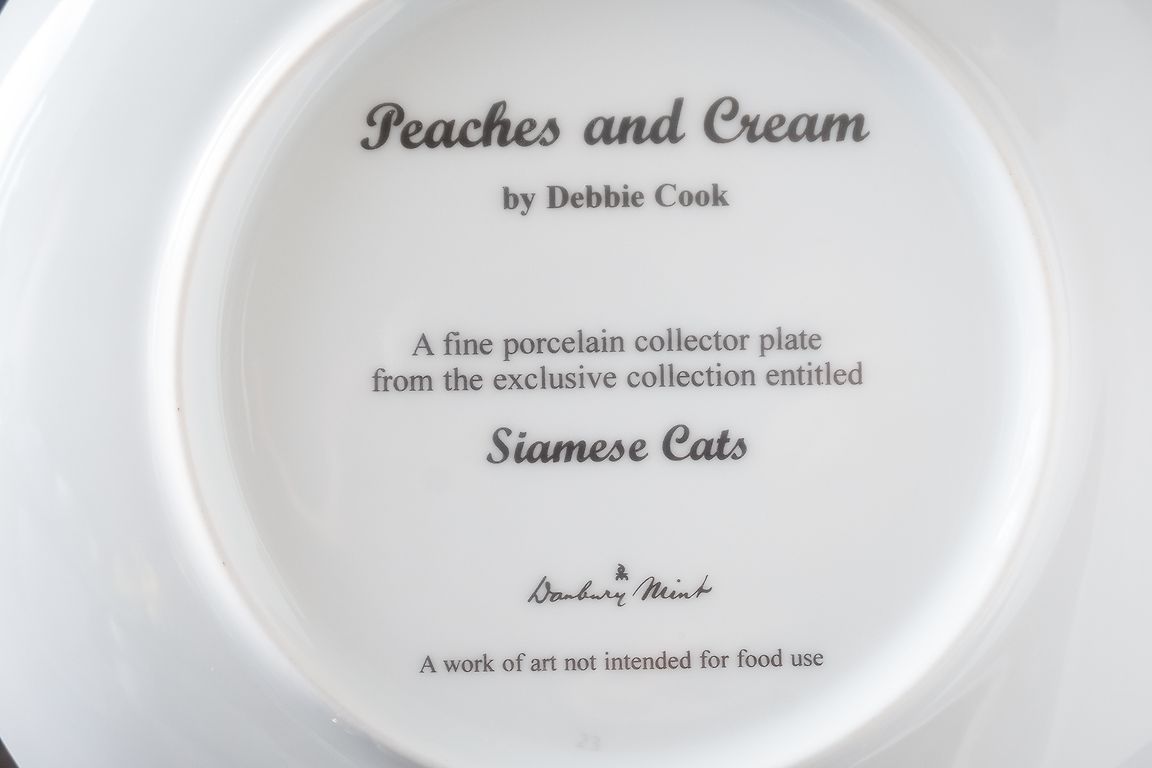 Peaches and Cream
by Debbie Cook
A fine porcelain collector plate
from the exclusive collection entitled
Siamese Cats
Danbury Mint
A work of art not intended for food use